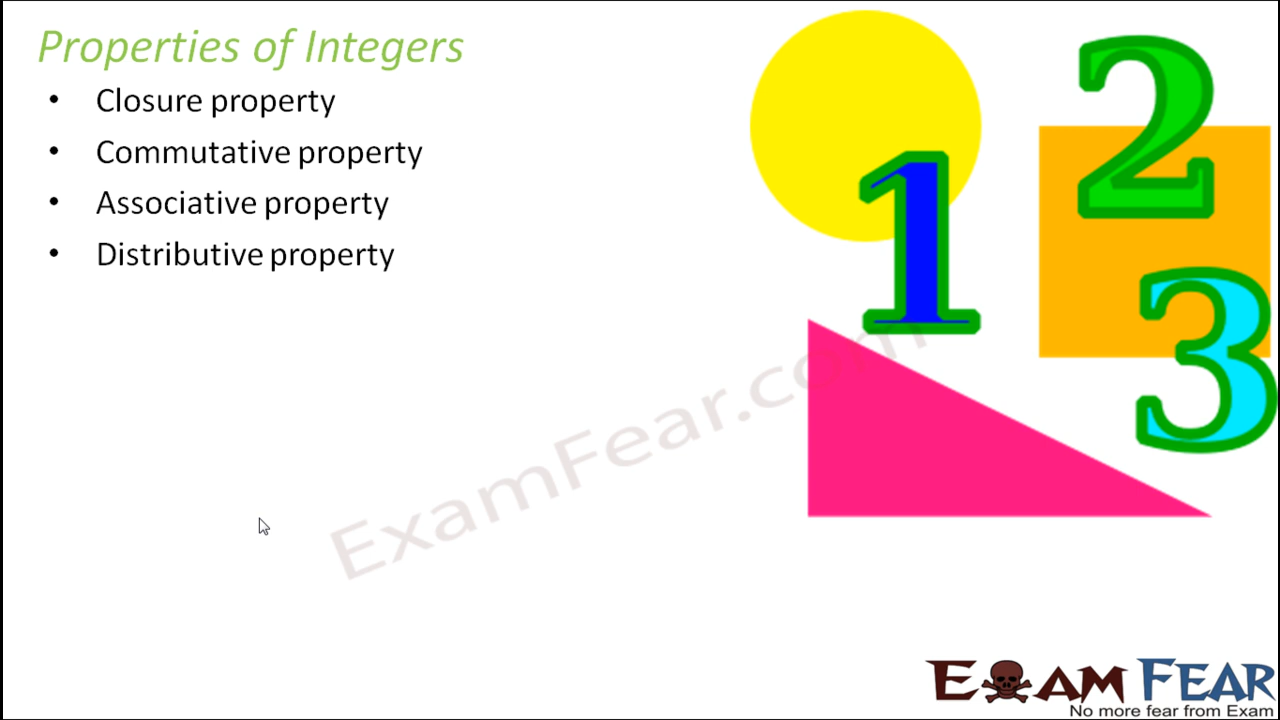 Properties of Integers
• Closure property
• Commutative property
• Associative property
• Distributive property
1
2
3
ExamFear.com
EXAM FEAR
No more fear from Exam